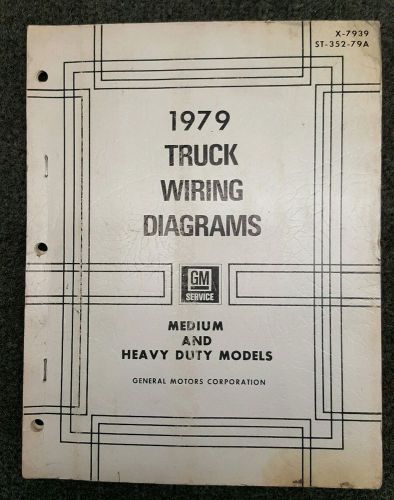 X-7939
ST-352-79A
1979
TRUCK
WIRING
DIAGRAMS
GM
SERVICE
MEDIUM
AND
HEAVY DUTY MODELS
GENERAL MOTORS CORPORATION